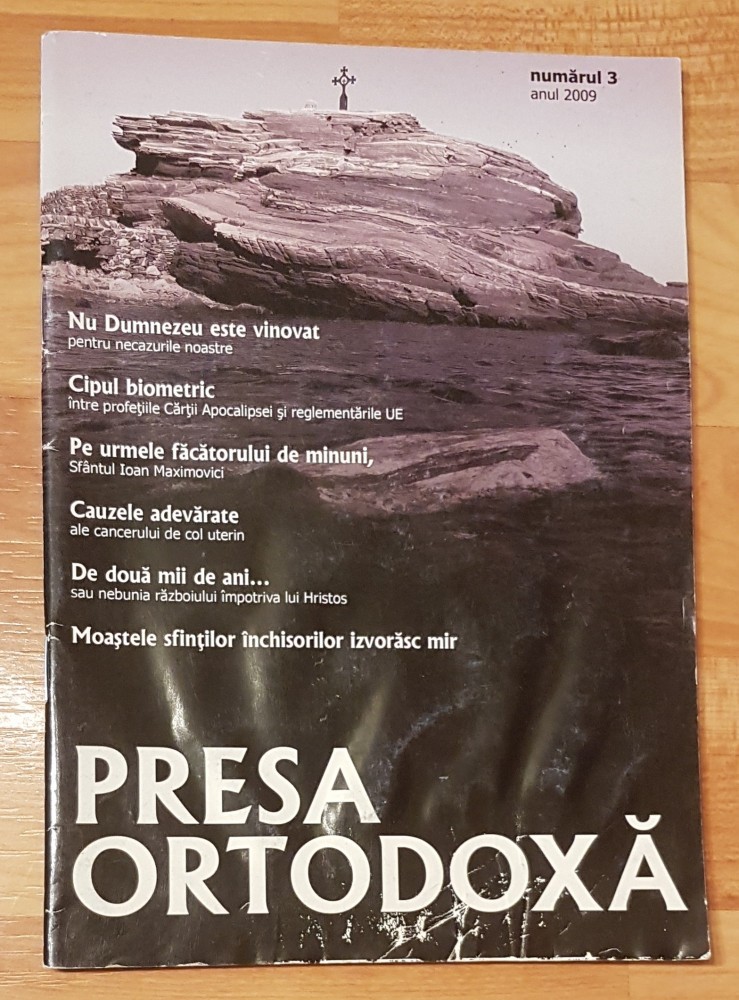 numărul 3
anul 2009
Nu Dumnezeu este vinovat
pentru necazurile noastre
Cipul biometric
între profeţiile Cărţii Apocalipsei şi reglementările UE
Pe urmele făcătorului de minuni,
Sfântul Ioan Maximovici
Cauzele adevărate
ale cancerului de col uterin
De două mii de ani...
sau nebunia războiului împotriva lui Hristos
Moaştele sfinţilor închisorilor izvorăsc mir
PRESA
ORTODOXĂ